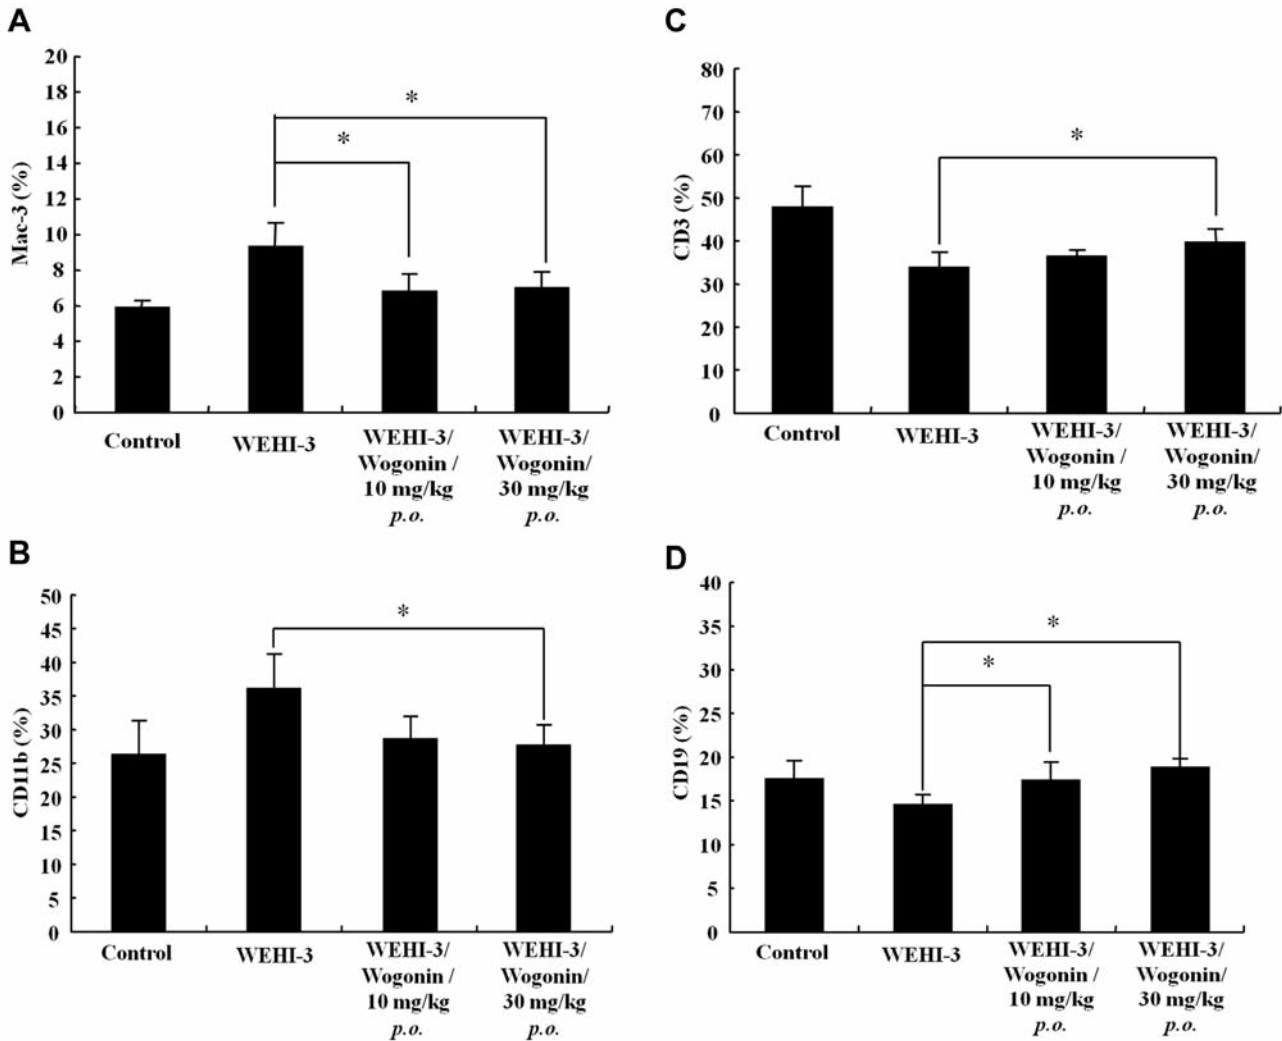 A
20
18
16
14
12
10
8
6
4
2
0
Mac-3 (%)
*
*
Control
WEHI-3
WEHI-3/
Wogonin /
10 mg/kg
p.o.
WEHI-3/
Wogonin/
30 mg/kg
p.o.
B
50
45
40
35
30
25
20
15
10
5
0
CD11b (%)
*
Control
WEHI-3
WEHI-3/
Wogonin /
10 mg/kg
p.o.
WEHI-3/
Wogonin/
30 mg/kg
p.o.
C
80
70
60
50
40
30
20
10
0
CD3 (%)
*
Control
WEHI-3
WEHI-3/
Wogonin /
10 mg/kg
p.o.
WEHI-3/
Wogonin/
30 mg/kg
p.o.
D
40
35
30
25
20
15
10
5
0
CD19 (%)
*
*
Control
WEHI-3
WEHI-3/
Wogonin /
10 mg/kg
p.o.
WEHI-3/
Wogonin/
30 mg/kg
p.o.